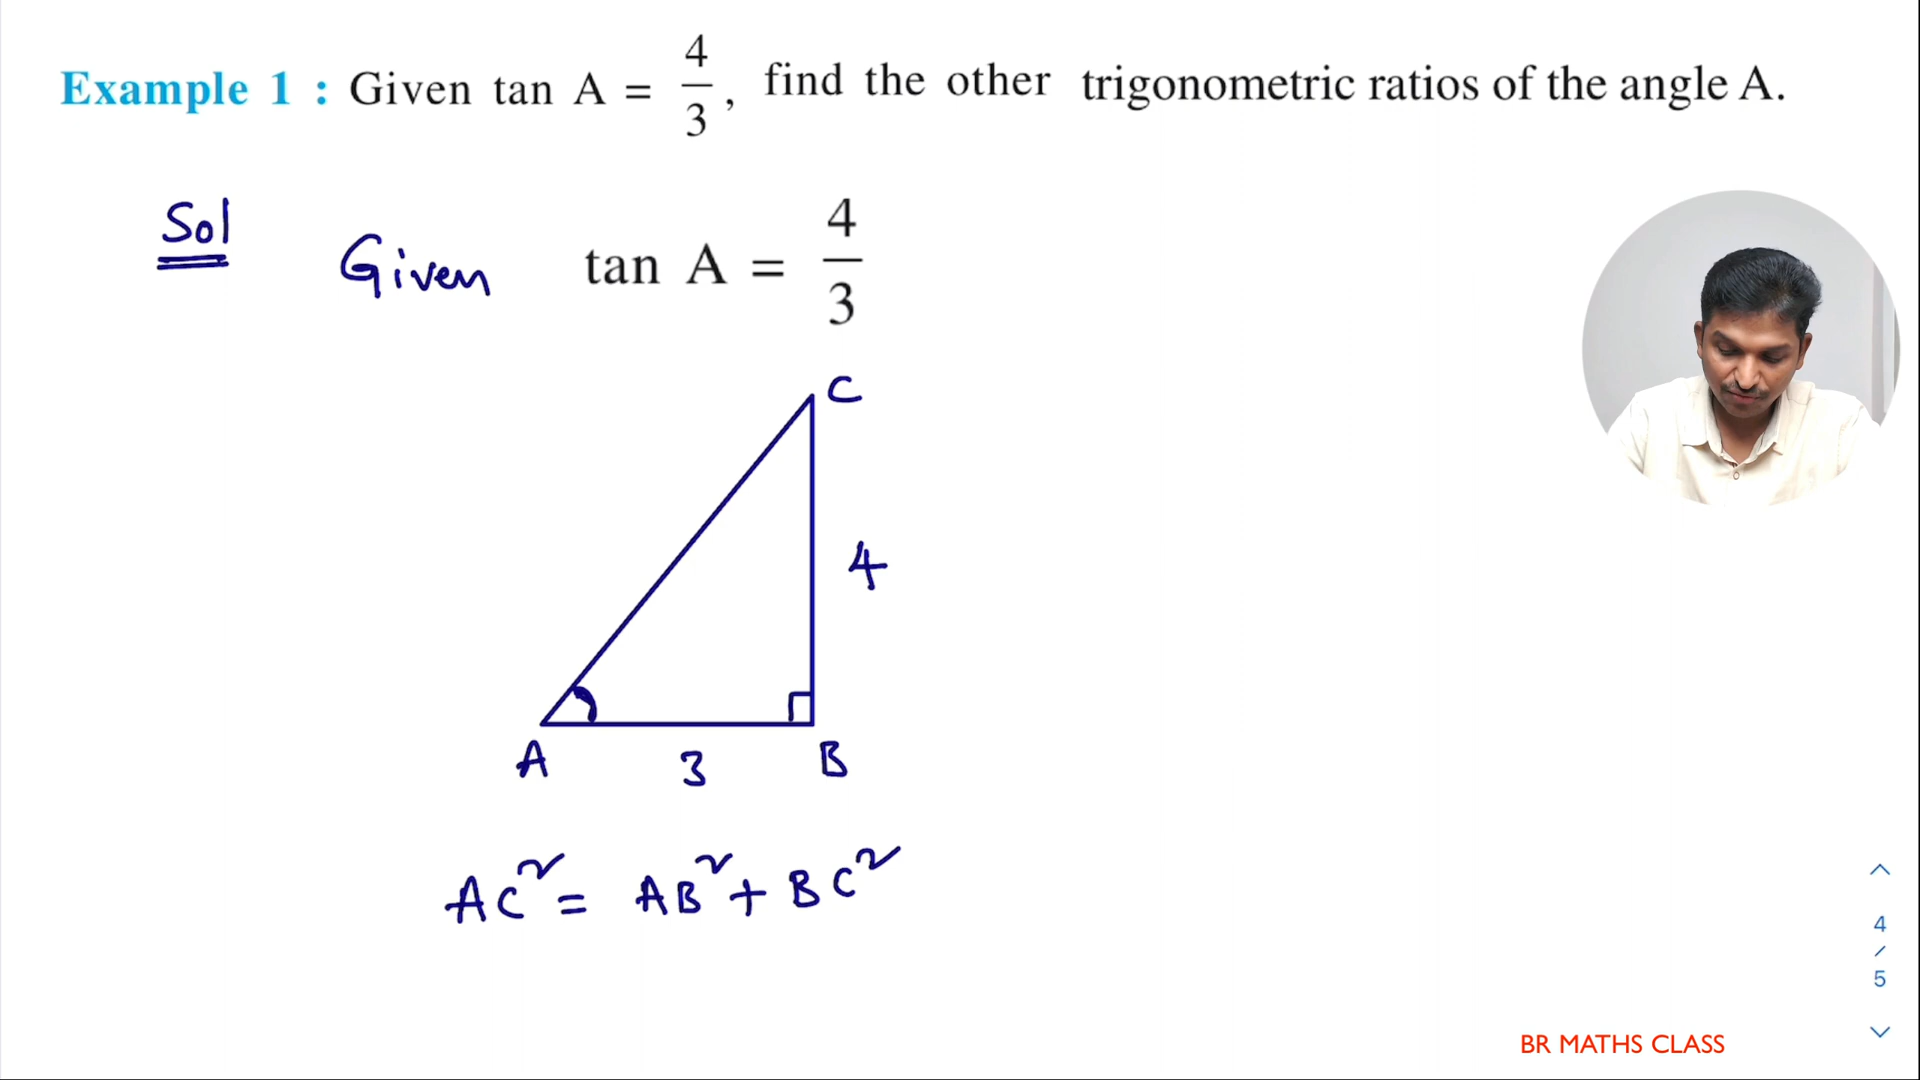 Example 1 : Given tan A = 4/3, find the other trigonometric ratios of the angle A.
Sol
Given tan A = 4/3
C
4
A 3 B
AC² = AB² + BC²
4
/
5
BR MATHS CLASS